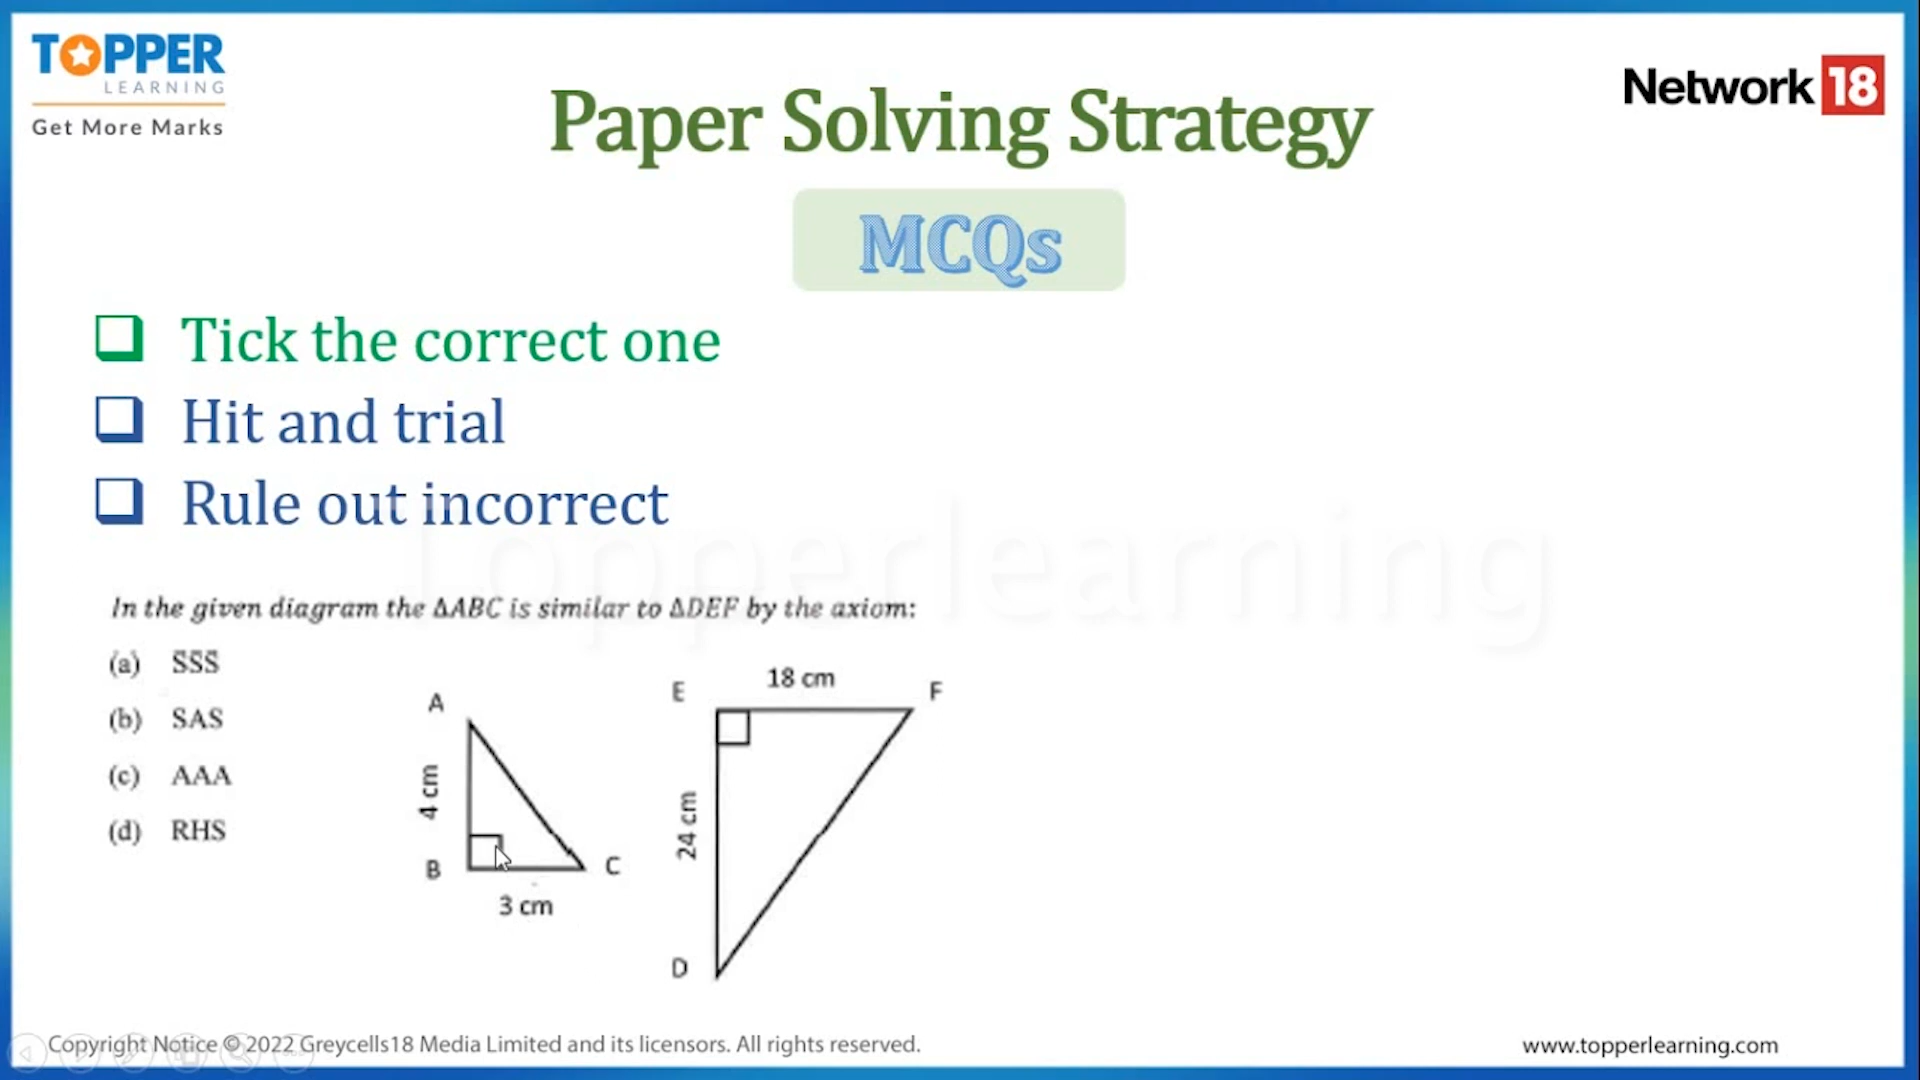 TOPPER
LEARNING
Get More Marks
Network 18
Paper Solving Strategy
MCQs
Tick the correct one
Hit and trial
Rule out incorrect
Topperlearning
In the given diagram the ΔABC is similar to ΔDEF by the axiom:
(a) SSS
(b) SAS
(c) AAA
(d) RHS
A
4 cm
B
C
3 cm
E
18 cm
F
24 cm
D
Copyright Notice © 2022 Greycells18 Media Limited and its licensors. All rights reserved.
www.topperlearning.com